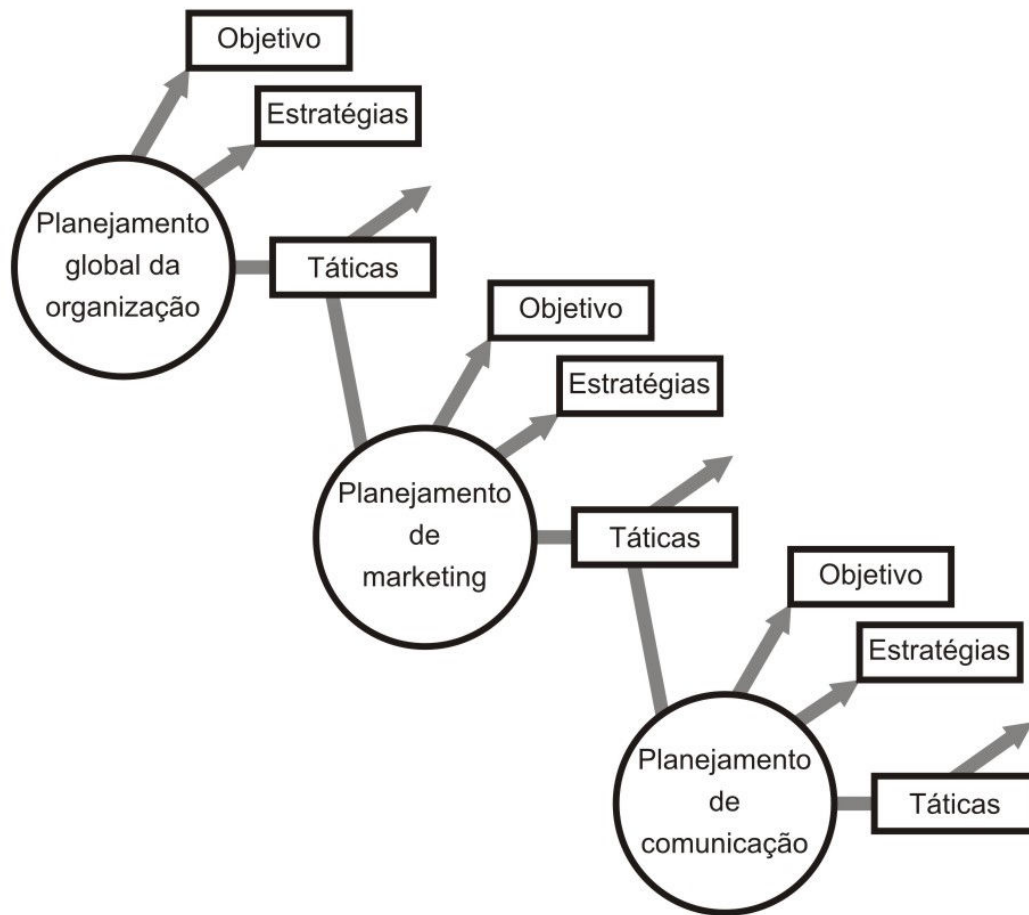 Objetivo
Estratégias
Planejamento
global da
organização
Táticas
Objetivo
Estratégias
Planejamento
de
marketing
Táticas
Objetivo
Estratégias
Planejamento
de
comunicação
Táticas